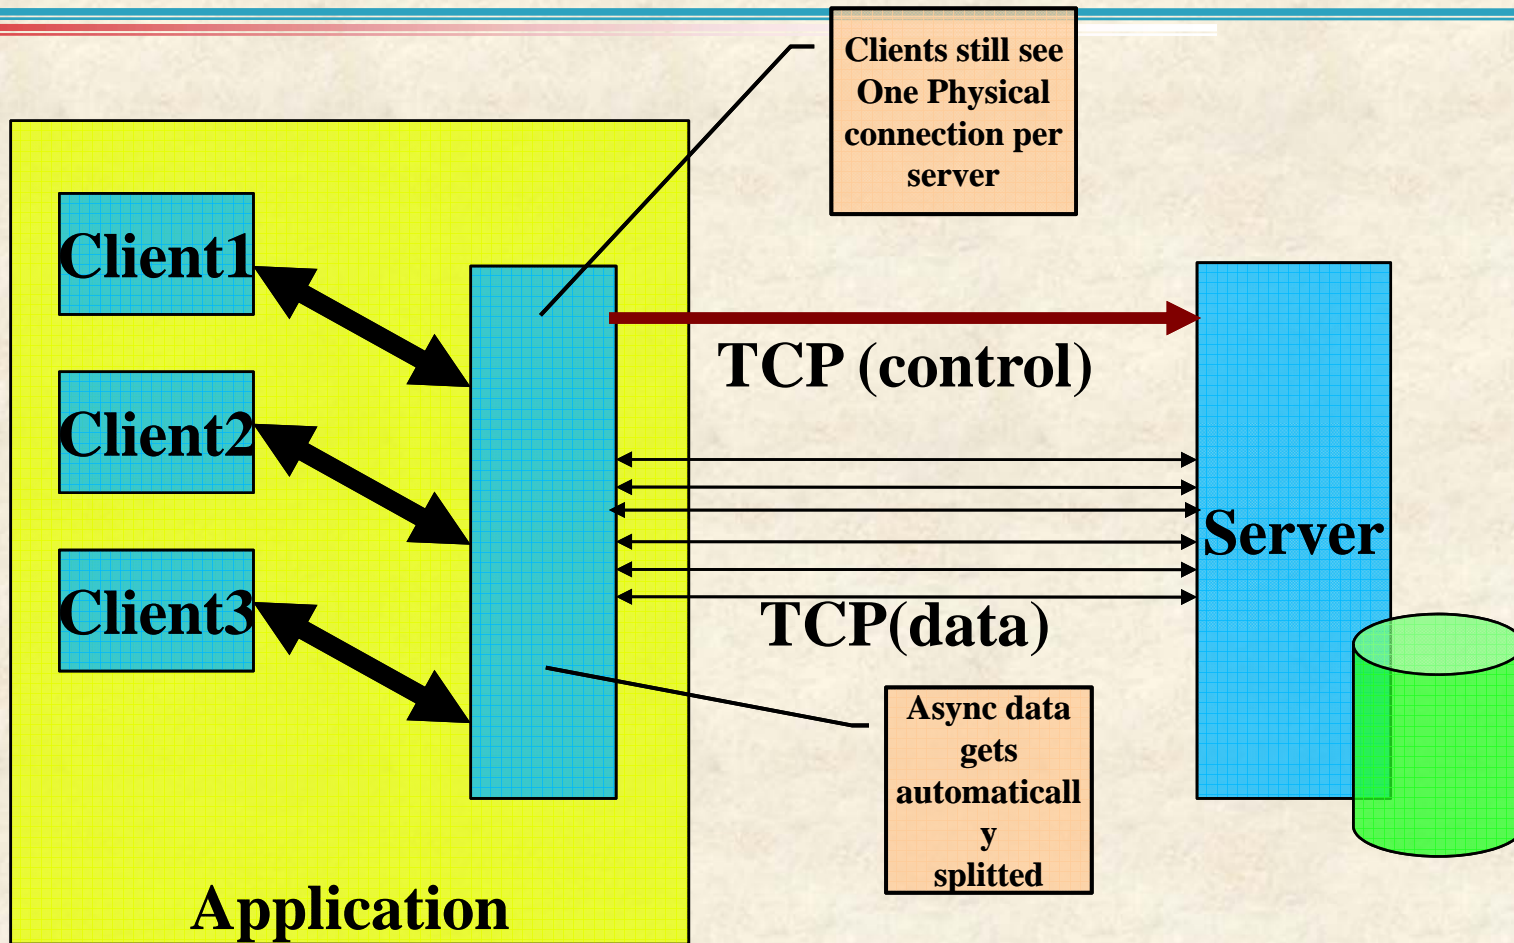 Clients still see
One Physical
connection per
server
Client1
TCP (control)
Client2
Server
Client3
TCP(data)
Async data
gets
automaticall
y
splitted
Application